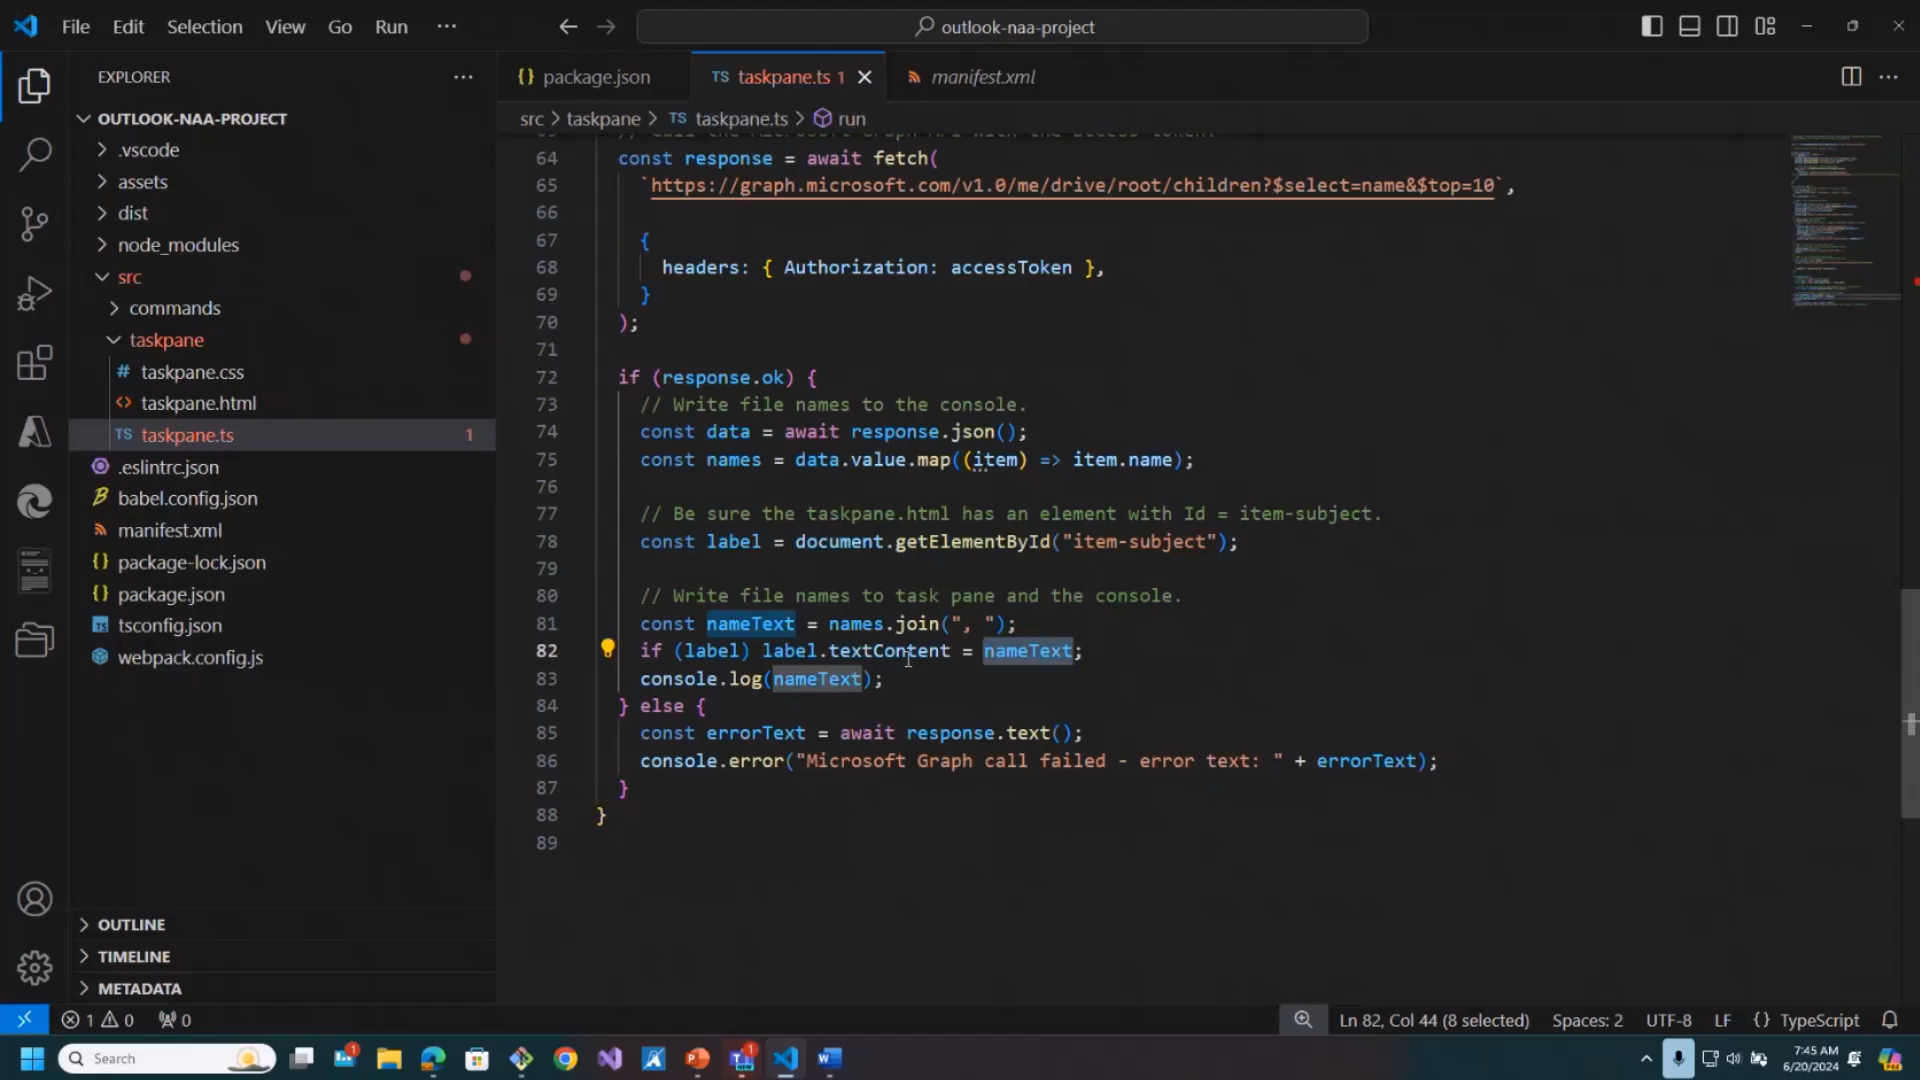 File Edit Selection View Go Run ···
outlook-naa-project
EXPLORER
OUTLOOK-NAA-PROJECT
.vscode
assets
dist
node_modules
src
commands
taskpane
# taskpane.css
<> taskpane.html
TS taskpane.ts 1
.eslintrc.json
babel.config.json
manifest.xml
{} package-lock.json
{} package.json
TS tsconfig.json
webpack.config.js
OUTLINE
TIMELINE
METADATA
{} package.json
TS taskpane.ts 1
manifest.xml
src > taskpane > TS taskpane.ts > run
64 const response = await fetch(
65 `https://graph.microsoft.com/v1.0/me/drive/root/children?$select=name&$top=10`,
66
67 {
68 headers: { Authorization: accessToken },
69 }
70 );
71
72 if (response.ok) {
73 // Write file names to the console.
74 const data = await response.json();
75 const names = data.value.map((item) => item.name);
76
77 // Be sure the taskpane.html has an element with Id = item-subject.
78 const label = document.getElementById("item-subject");
79
80 // Write file names to task pane and the console.
81 const nameText = names.join(", ");
82 if (label) label.textContent = nameText;
83 console.log(nameText);
84 } else {
85 const errorText = await response.text();
86 console.error("Microsoft Graph call failed - error text: " + errorText);
87 }
88 }
89
1 0 0
Ln 82, Col 44 (8 selected) Spaces: 2 UTF-8 LF {} TypeScript
Search
1
1
7:45 AM
6/20/2024